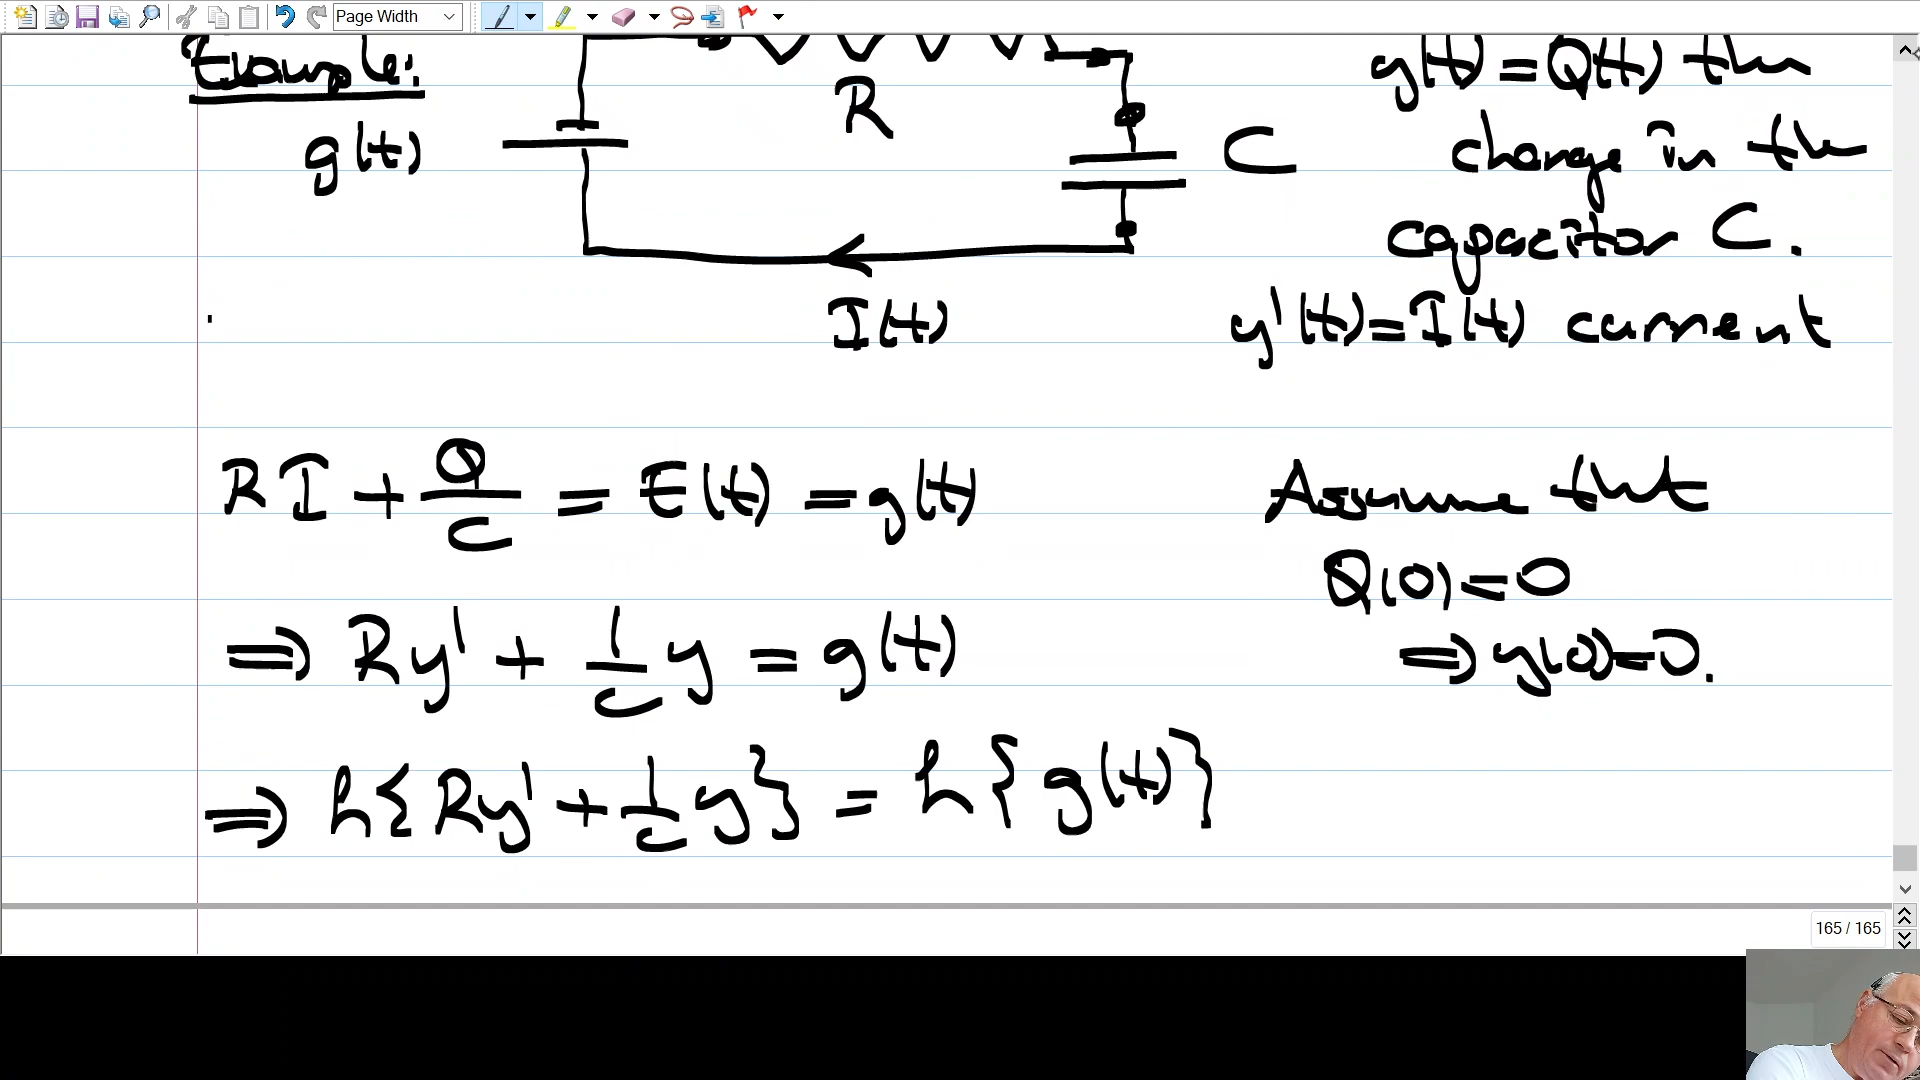 Page Width
Example:
g(t)
R
C
I(t)
y(t) = Q(t) the
change in the
capacitor C.
y'(t) = I(t) current
RI + Q/C = E(t) = g(t)
Assume that
Q(0) = 0
⇒ y(0) = 0.
⇒ Ry' + 1/C y = g(t)
⇒ L{Ry' + 1/C y} = L{g(t)}
165 / 165